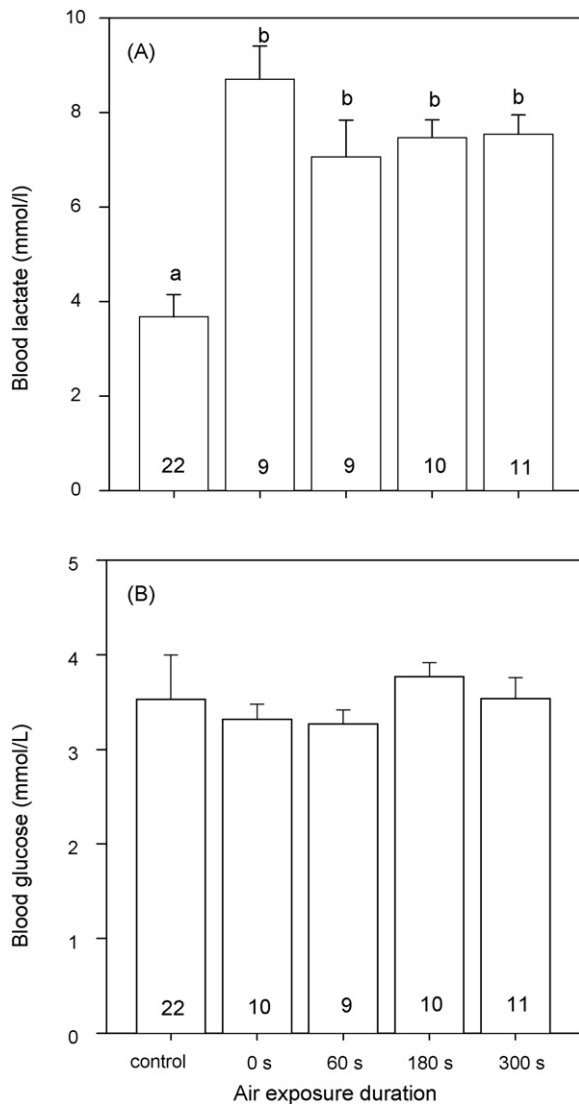 (A)
Blood lactate (mmol/l)
10
8
6
4
2
0
a
b
b
b
b
22 9 9 10 11
(B)
Blood glucose (mmol/L)
5
4
3
2
1
0
22 10 9 10 11
control 0 s 60 s 180 s 300 s
Air exposure duration